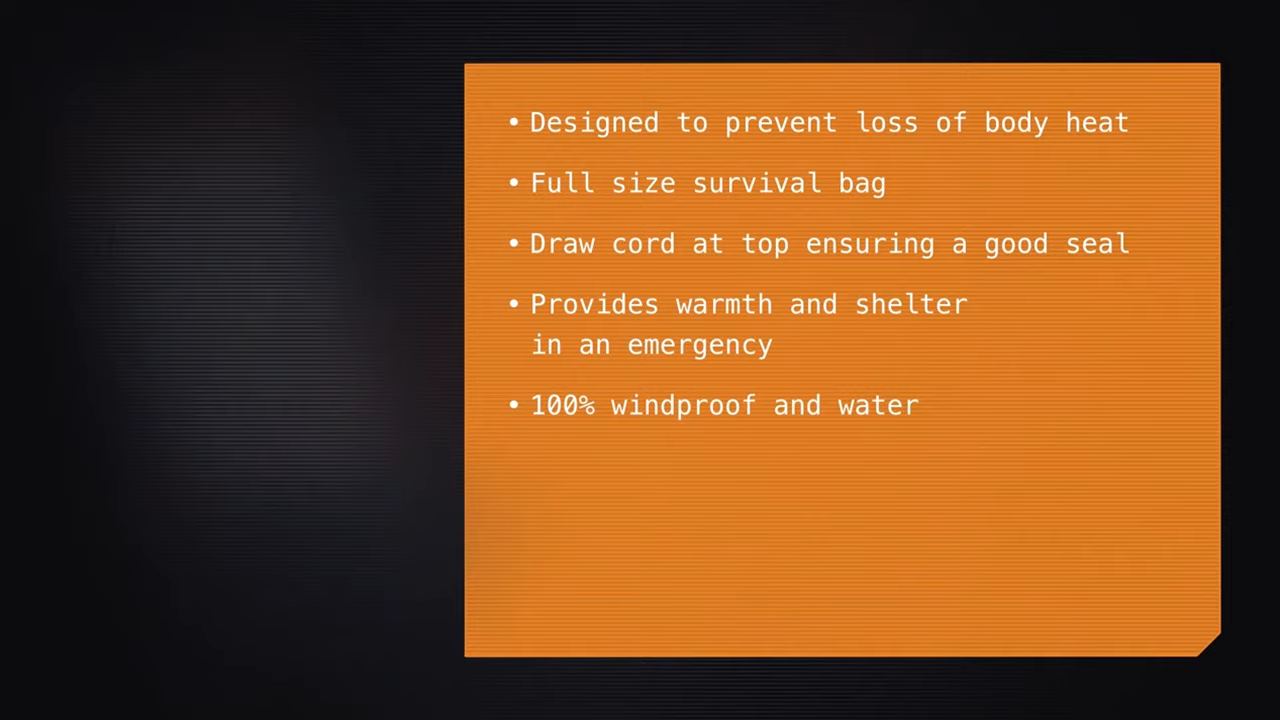 • Designed to prevent loss of body heat
• Full size survival bag
• Draw cord at top ensuring a good seal
• Provides warmth and shelter
in an emergency
• 100% windproof and water